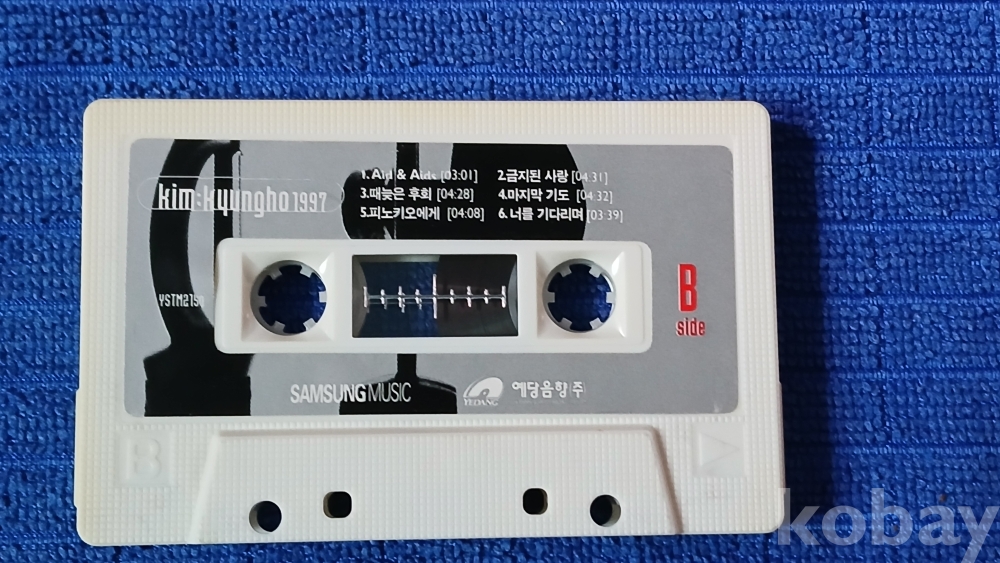 kim:kyungho 1997
1. Aid & Aids [03:01] 2.금지된 사랑 [04:31]
3.때늦은 후회 [04:28] 4.마지막 기도 [04:32]
5.피노키오에게 [04:08] 6.너를 기다리며 [03:39]
B
side
SAMSUNG MUSIC
YEDANG
예당음향(주)
B
kobay